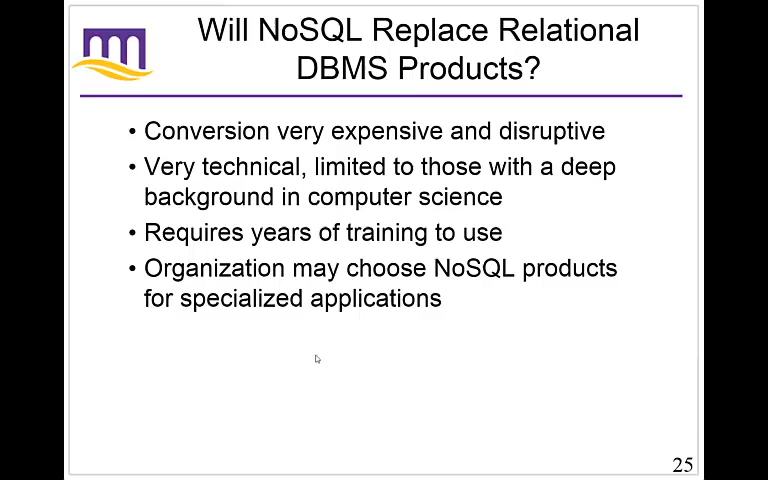 Will NoSQL Replace Relational
DBMS Products?
• Conversion very expensive and disruptive
• Very technical, limited to those with a deep
background in computer science
• Requires years of training to use
• Organization may choose NoSQL products
for specialized applications
25